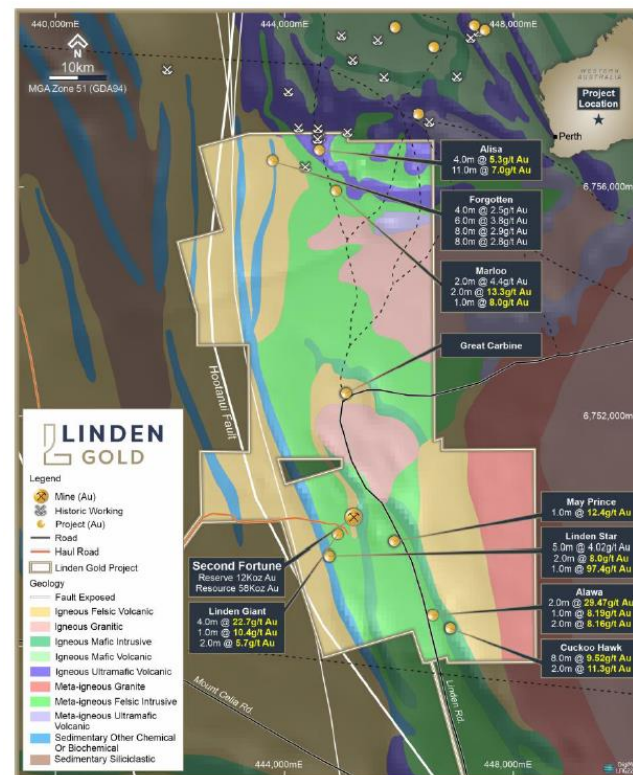 440,000mE
444,000mE
448,000mE
N
10km
MGA Zone 51 (GDA94)
WESTERN
AUSTRALIA
Project
Location
Perth
Alisa
4.0m @ 5.3g/t Au
11.0m @ 7.0g/t Au
6,756,000m
Forgotten
4.0m @ 2.5g/t Au
6.0m @ 3.8g/t Au
8.0m @ 2.9g/t Au
8.0m @ 2.8g/t Au
Marloo
2.0m @ 4.4g/t Au
2.0m @ 13.3g/t Au
1.0m @ 8.0g/t Au
Great Carbine
Hootanui Fault
6,752,000m
LINDEN
GOLD
Legend
Mine (Au)
Historic Working
Project (Au)
Road
Haul Road
Linden Gold Project
Geology
Fault Exposed
Igneous Felsic Volcanic
Igneous Granitic
Igneous Mafic Intrusive
Igneous Mafic Volcanic
Igneous Ultramafic Volcanic
Meta-igneous Granite
Meta-igneous Felsic Intrusive
Meta-igneous Ultramafic
Volcanic
Sedimentary Other Chemical
Or Biochemical
Sedimentary Siliciclastic
May Prince
1.0m @ 12.4g/t Au
Linden Star
5.0m @ 4.02g/t Au
2.0m @ 8.0g/t Au
1.0m @ 97.4g/t Au
Second Fortune
Reserve 12Koz Au
Resource 58Koz Au
Alawa
2.0m @ 29.47g/t Au
1.0m @ 8.19g/t Au
2.0m @ 8.16g/t Au
Linden Giant
4.0m @ 22.7g/t Au
1.0m @ 10.4g/t Au
2.0m @ 5.7g/t Au
Cuckoo Hawk
8.0m @ 9.52g/t Au
2.0m @ 11.3g/t Au
Mount Celia Rd.
Linden Rd.
444,000mE
448,000mE